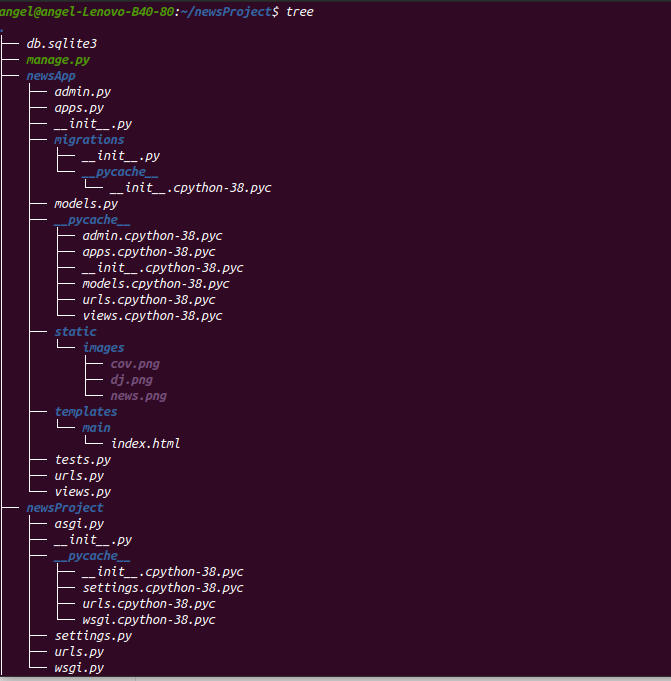 angel@angel-Lenovo-B40-80:~/newsProject$ tree
.
├── db.sqlite3
├── manage.py
├── newsApp
│   ├── admin.py
│   ├── apps.py
│   ├── __init__.py
│   ├── migrations
│   │   ├── __init__.py
│   │   └── __pycache__
│   │       └── __init__.cpython-38.pyc
│   ├── models.py
│   ├── __pycache__
│   │   ├── admin.cpython-38.pyc
│   │   ├── apps.cpython-38.pyc
│   │   ├── __init__.cpython-38.pyc
│   │   ├── models.cpython-38.pyc
│   │   ├── urls.cpython-38.pyc
│   │   └── views.cpython-38.pyc
│   ├── static
│   │   └── images
│   │       ├── cov.png
│   │       ├── dj.png
│   │       └── news.png
│   ├── templates
│   │   └── main
│   │       └── index.html
│   ├── tests.py
│   ├── urls.py
│   └── views.py
├── newsProject
│   ├── asgi.py
│   ├── __init__.py
│   ├── __pycache__
│   │   ├── __init__.cpython-38.pyc
│   │   ├── settings.cpython-38.pyc
│   │   ├── urls.cpython-38.pyc
│   │   └── wsgi.cpython-38.pyc
│   ├── settings.py
│   ├── urls.py
│   └── wsgi.py